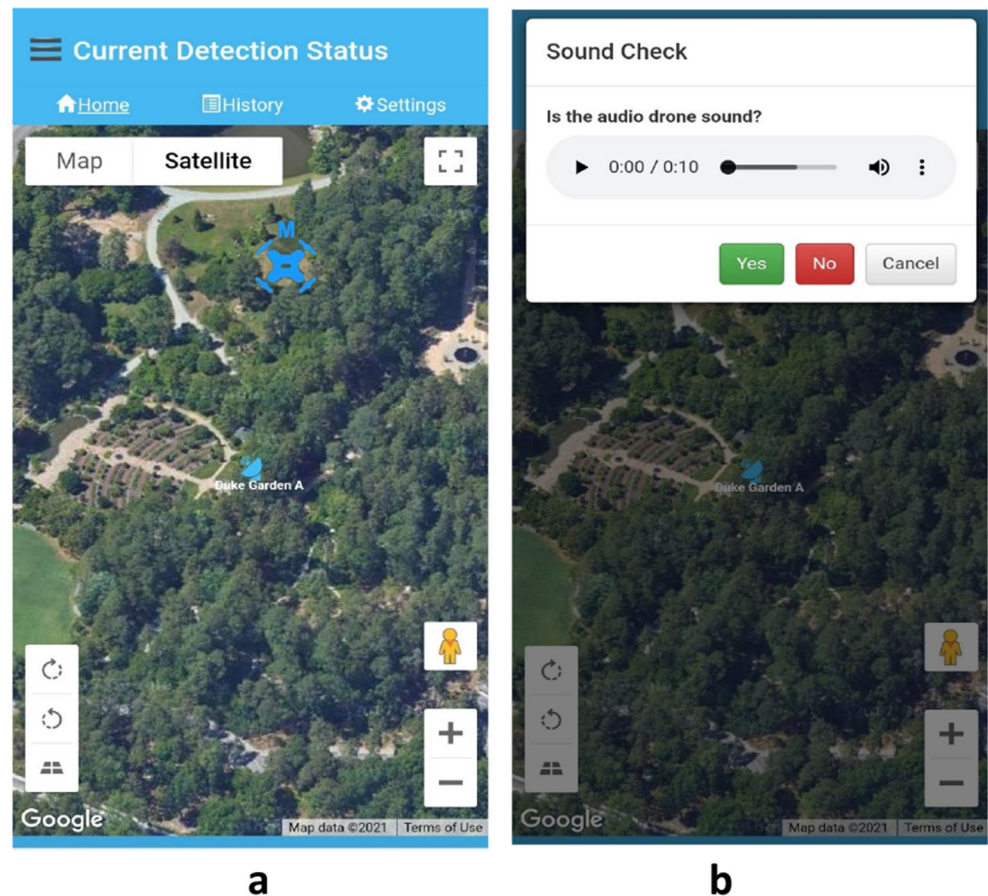 Current Detection Status
Home
History
Settings
Map
Satellite
M
Duke Garden A
Google
Map data ©2021
Terms of Use
a
Sound Check
Is the audio drone sound?
0:00 / 0:10
Yes
No
Cancel
Duke Garden A
Google
Map data ©2021
Terms of Use
b